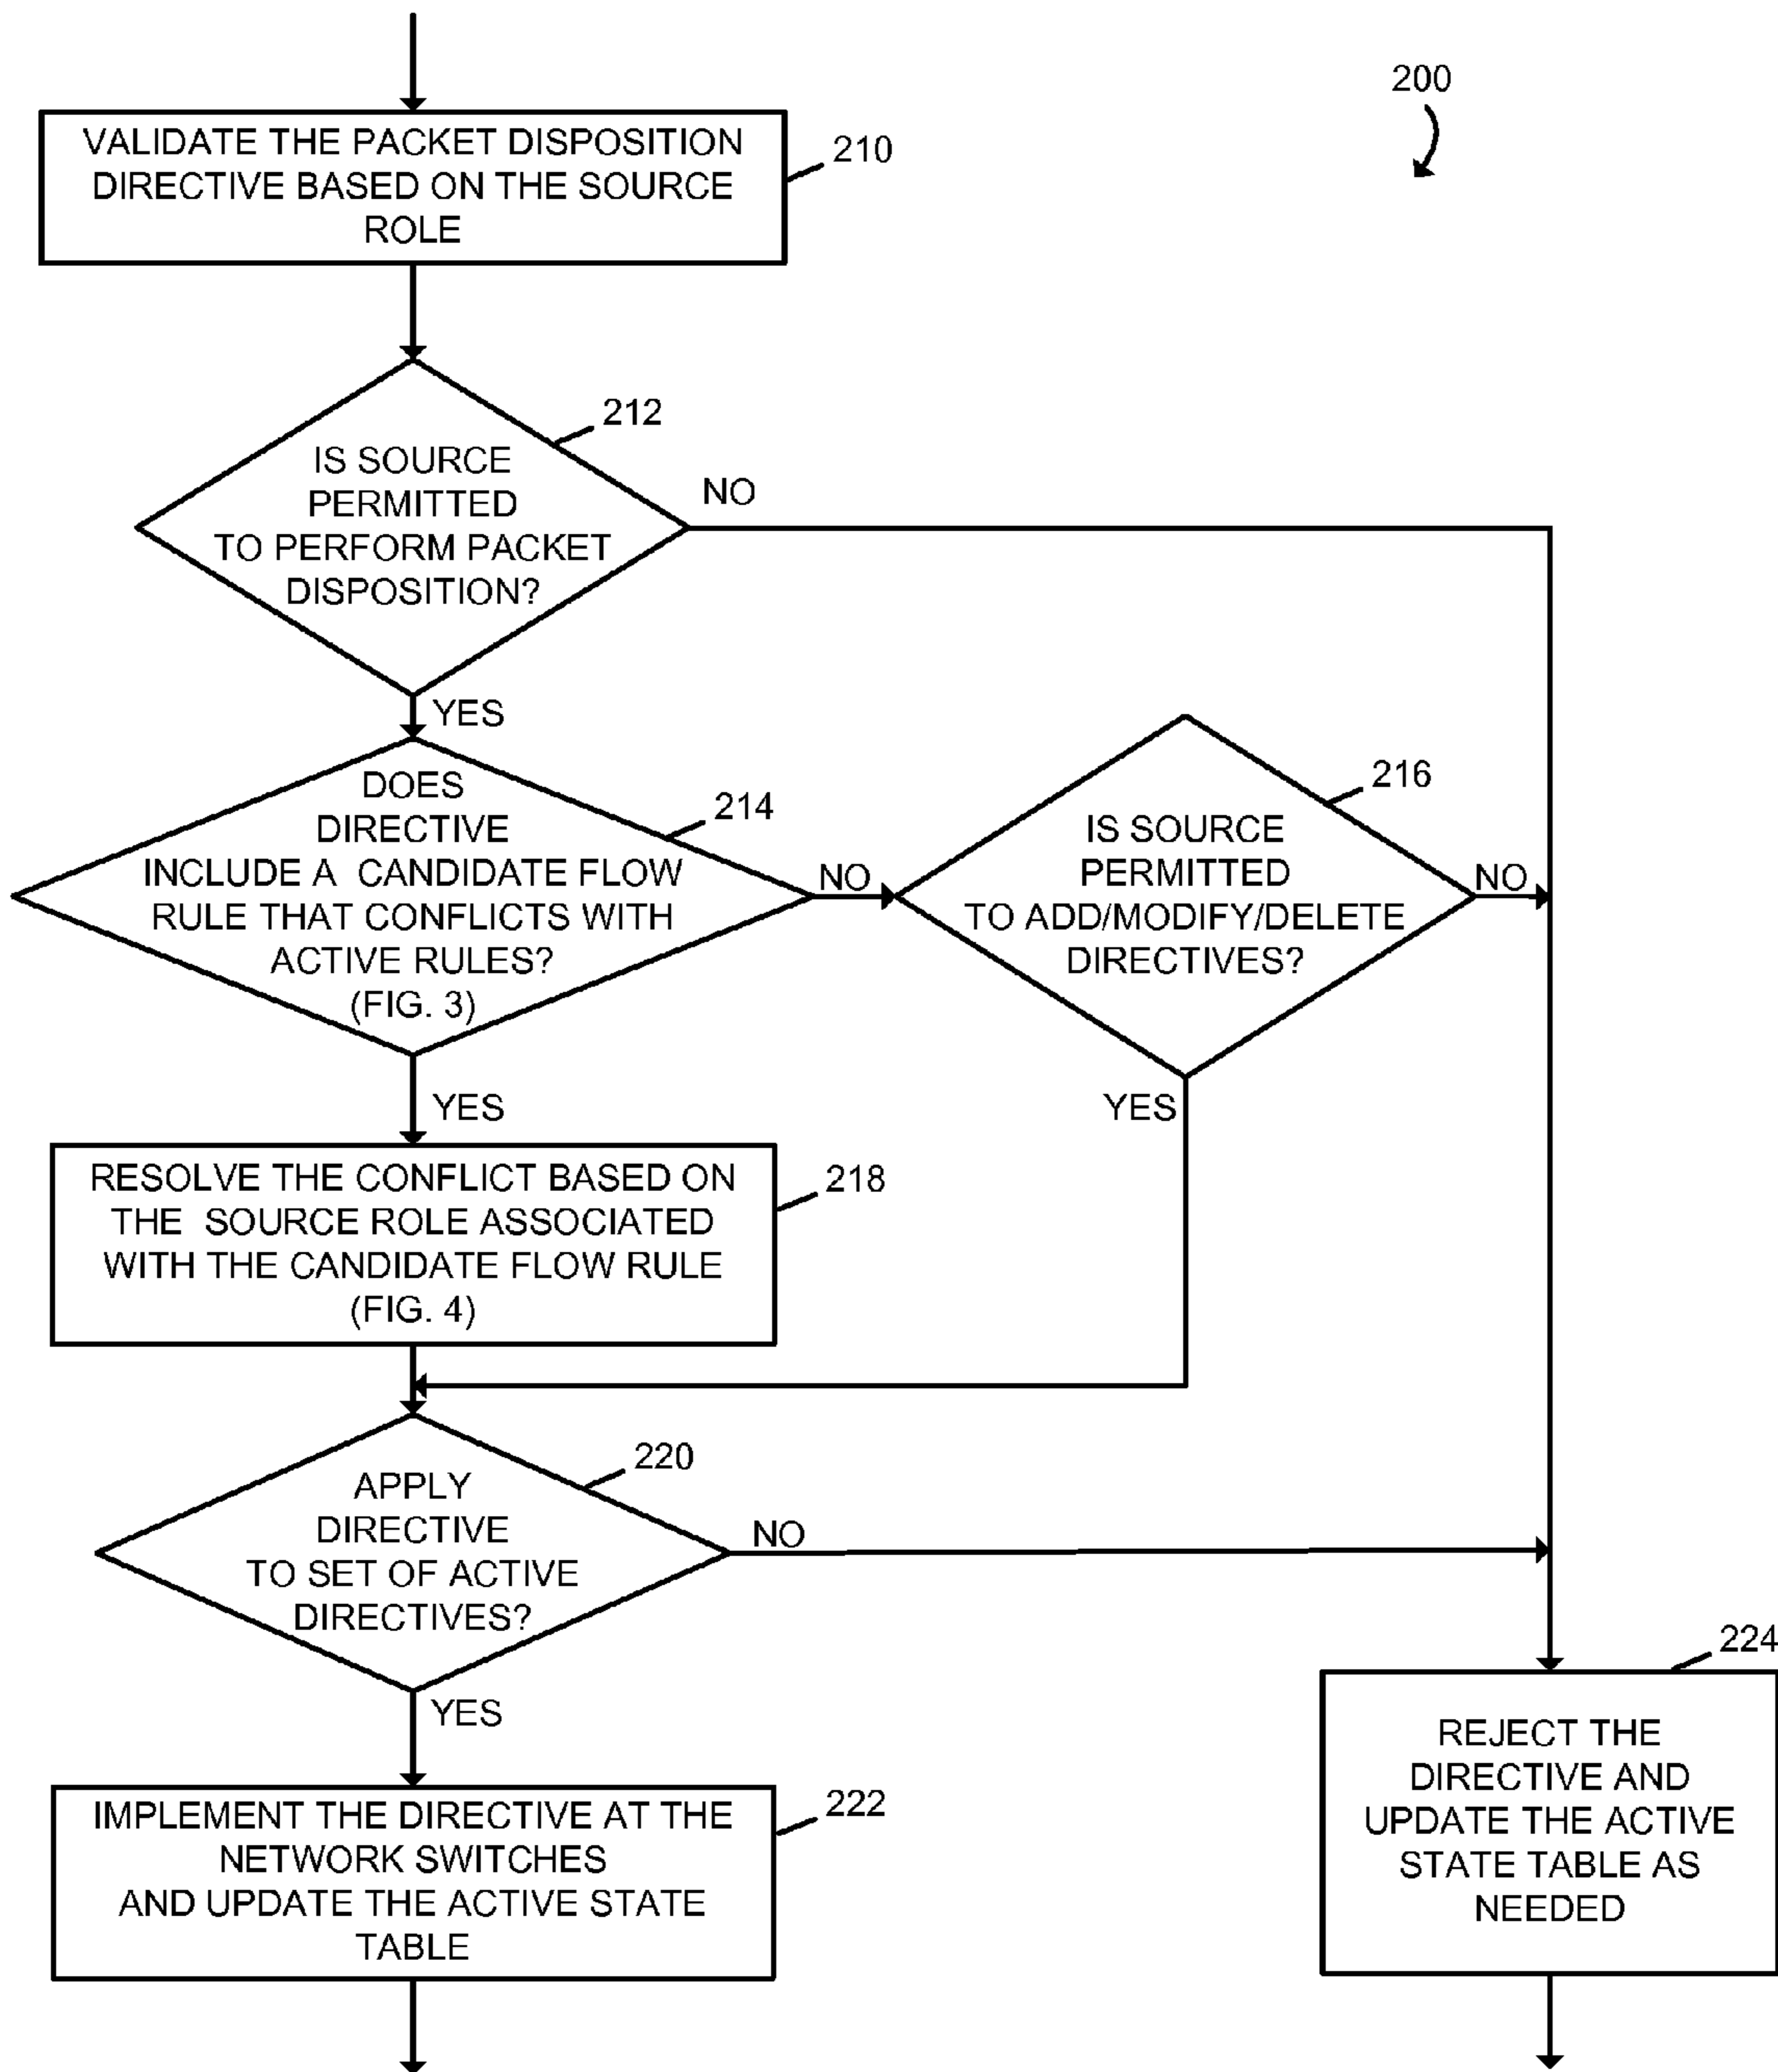 200
VALIDATE THE PACKET DISPOSITION
DIRECTIVE BASED ON THE SOURCE
ROLE
210
212
IS SOURCE
PERMITTED
TO PERFORM PACKET
DISPOSITION?
NO
YES
DOES
DIRECTIVE
INCLUDE A CANDIDATE FLOW
RULE THAT CONFLICTS WITH
ACTIVE RULES?
(FIG. 3)
214
NO
216
IS SOURCE
PERMITTED
TO ADD/MODIFY/DELETE
DIRECTIVES?
NO
YES
YES
RESOLVE THE CONFLICT BASED ON
THE SOURCE ROLE ASSOCIATED
WITH THE CANDIDATE FLOW RULE
(FIG. 4)
218
220
APPLY
DIRECTIVE
TO SET OF ACTIVE
DIRECTIVES?
NO
YES
IMPLEMENT THE DIRECTIVE AT THE
NETWORK SWITCHES
AND UPDATE THE ACTIVE STATE
TABLE
222
224
REJECT THE
DIRECTIVE AND
UPDATE THE ACTIVE
STATE TABLE AS
NEEDED